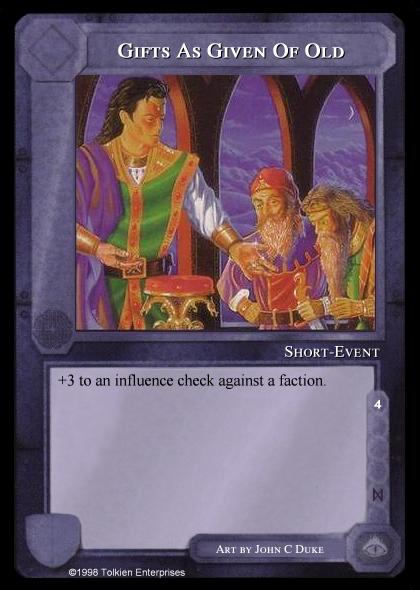 Gifts As Given Of Old
Short-Event
+3 to an influence check against a faction.
4
ᛞ
Art by John C Duke
©1998 Tolkien Enterprises